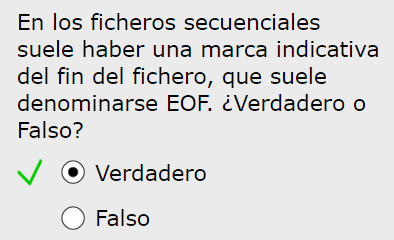 En los ficheros secuenciales
suele haber una marca indicativa
del fin del fichero, que suele
denominarse EOF. ¿Verdadero o
Falso?
Verdadero
Falso